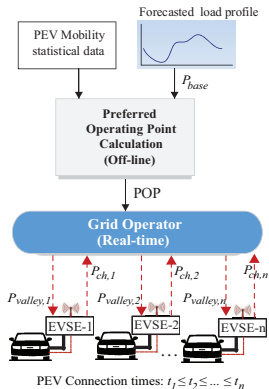 PEV Mobility
statistical data
Forecasted load profile
P_base
Preferred
Operating Point
Calculation
(Off-line)
POP
Grid Operator
(Real-time)
P_valley,1
P_ch,1
P_valley,2
P_ch,2
P_valley,n
P_ch,n
EVSE-1
EVSE-2
EVSE-n
...
PEV Connection times: t_1 ≤ t_2 ≤ ... ≤ t_n